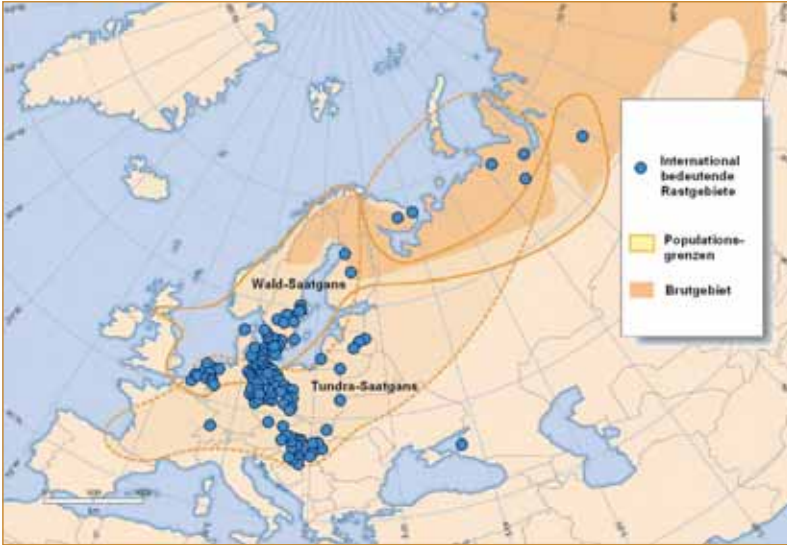 International
bedeutende
Rastgebiete
Populations-
grenzen
Brutgebiet
Wald-Saatgans
Tundra-Saatgans